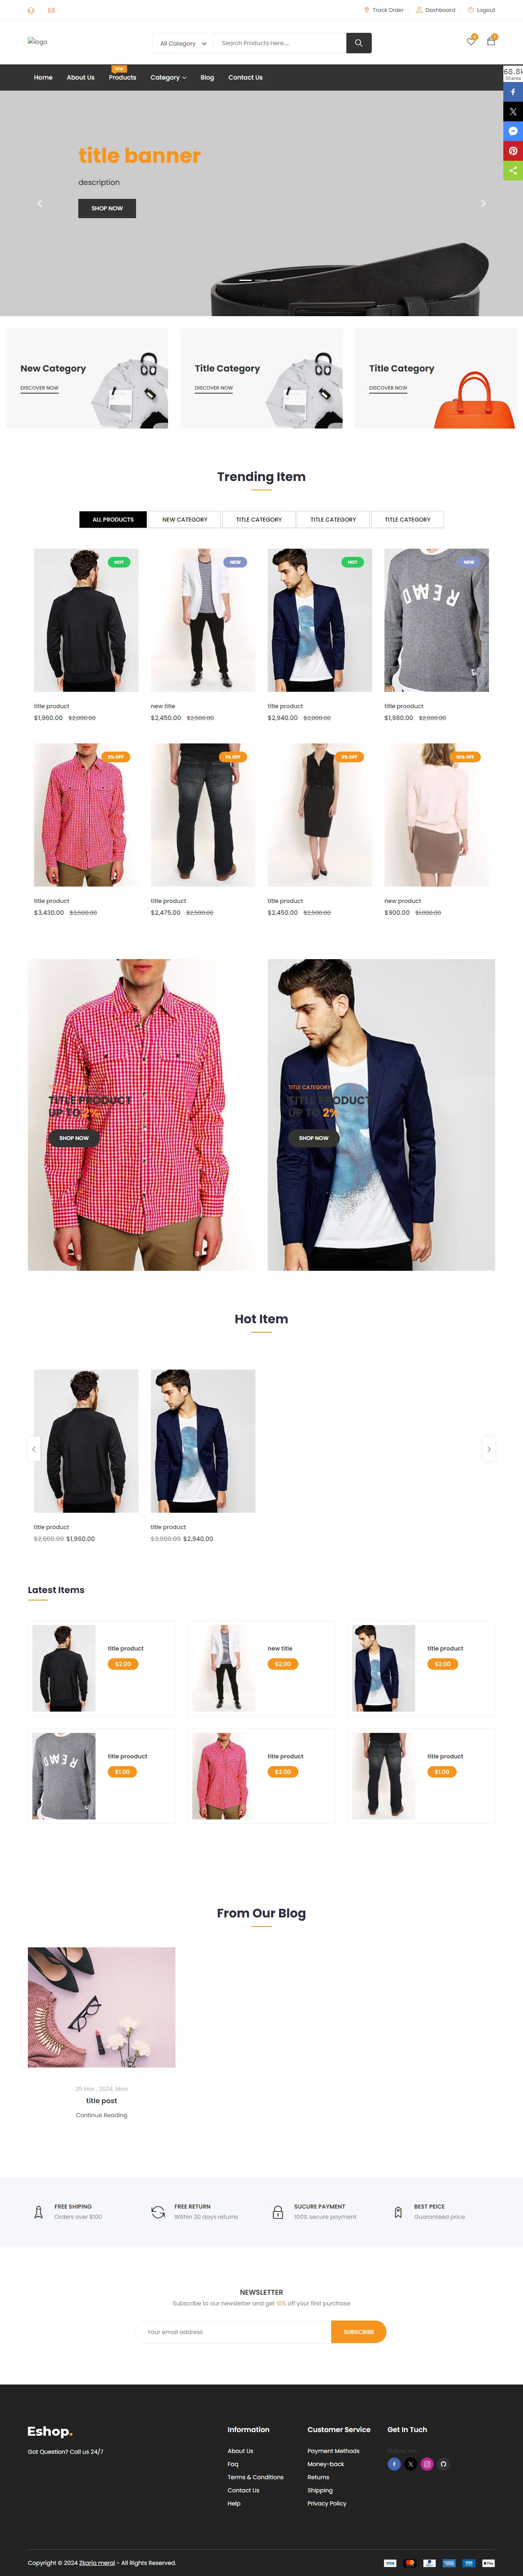 Track Order
Dashboard
Logout
logo
All Category
Search Products Here.....
0
1
Home
About Us
NEW
Products
Category
Blog
Contact Us
68.8k
Shares
title banner
description
SHOP NOW
New Category
DISCOVER NOW
Title Category
DISCOVER NOW
Title Category
DISCOVER NOW
Trending Item
ALL PRODUCTS
NEW CATEGORY
TITLE CATEGORY
TITLE CATEGORY
TITLE CATEGORY
HOT
NEW
HOT
NEW
title product
$1,960.00 $2,000.00
new title
$2,450.00 $2,500.00
title product
$2,940.00 $3,000.00
title prooduct
$1,980.00 $2,000.00
2% OFF
1% OFF
2% OFF
10% OFF
title product
$3,430.00 $3,500.00
title product
$2,475.00 $2,500.00
title product
$2,450.00 $2,500.00
new product
$900.00 $1,000.00
TITLE PRODUCT
UP TO 2%
SHOP NOW
TITLE CATEGORY
TITLE PRODUCT
UP TO 2%
SHOP NOW
Hot Item
title product
$2,000.00 $1,960.00
title product
$3,000.00 $2,940.00
Latest Items
title product
$2.00
new title
$2.00
title product
$2.00
title prooduct
$1.00
title product
$2.00
title product
$1.00
From Our Blog
25 Mar , 2024. Mon
title post
Continue Reading
FREE SHIPING
Orders over $100
FREE RETURN
Within 30 days returns
SUCURE PAYMENT
100% secure payment
BEST PEICE
Guaranteed price
NEWSLETTER
Subscribe to our newsletter and get 10% off your first purchase
Your email address
SUBSCRIBE
Eshop.
Got Question? Call us 24/7
Information
About Us
Faq
Terms & Conditions
Contact Us
Help
Customer Service
Payment Methods
Money-back
Returns
Shipping
Privacy Policy
Get In Tuch
Copyright © 2024 Zkaria merai - All Rights Reserved.